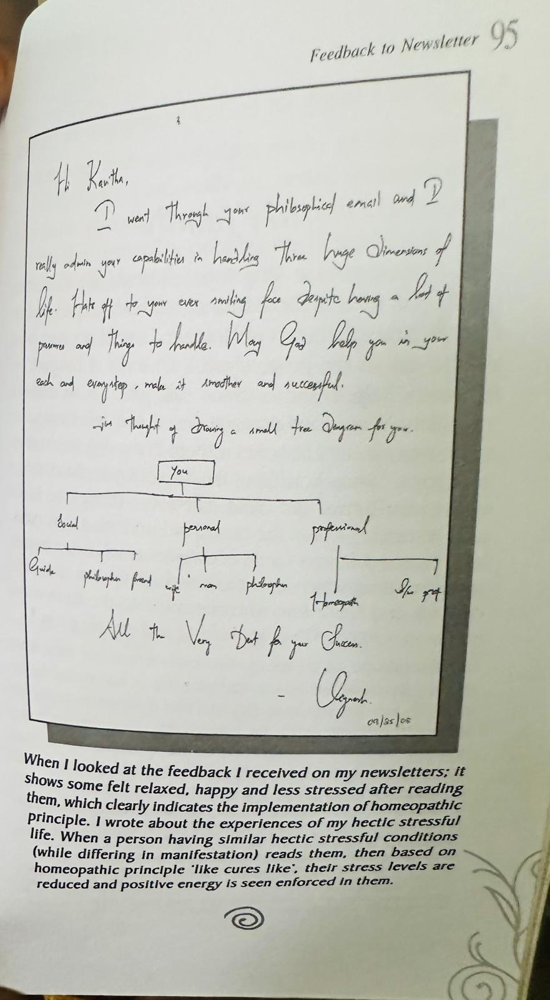 Feedback to Newsletter 95
Hi Kavitha,
I went through your philosophical email and I
really admire your capabilities in handling three huge dimensions of
life. Hats off to your ever smiling face despite having a lot of
pressures and things to handle. May God help you in your
each and every step, make it smoother and successful.
Jus thought of drawing a small tree diagram for you.
You
Social personal professional
Guide philosopher friend wife mom philosopher Homeopath S/w prof
All the Very Best for your Success.
-
09/25/08
When I looked at the feedback I received on my newsletters; it
shows some felt relaxed, happy and less stressed after reading
them, which clearly indicates the implementation of homeopathic
principle. I wrote about the experiences of my hectic stressful
life. When a person having similar hectic stressful conditions
(while differing in manifestation) reads them, then based on
homeopathic principle 'like cures like', their stress levels are
reduced and positive energy is seen enforced in them.